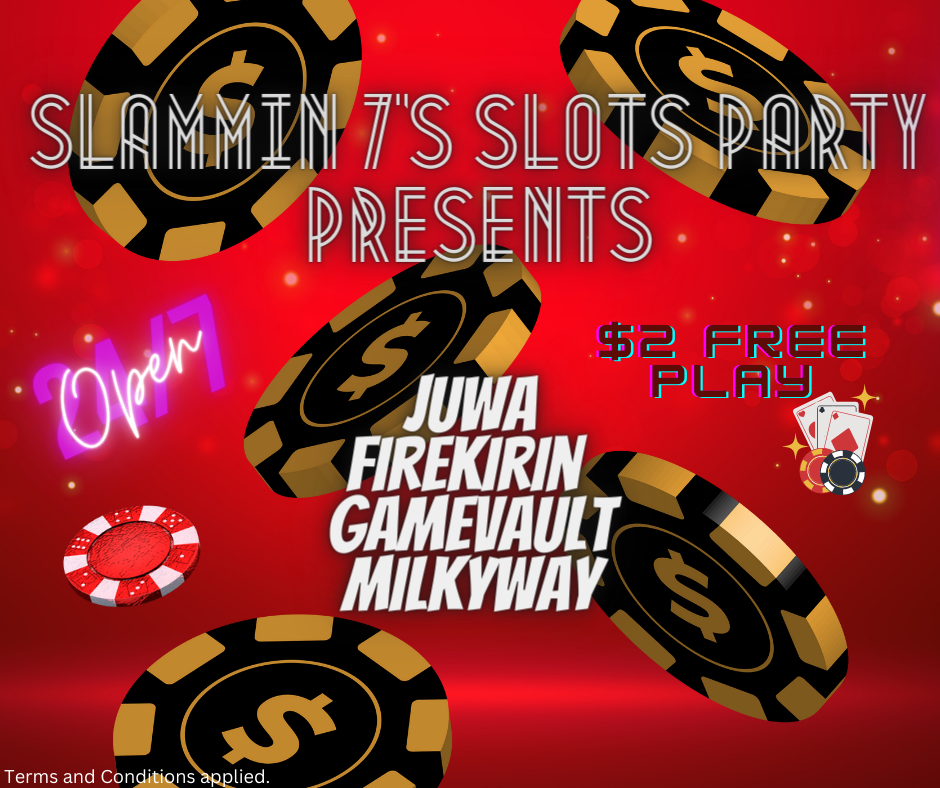 SLAMMIN 7"S SLOTS PARTY
PRESENTS
24/7
Open
$2 FREE
PLAY
JUWA
FIREKIRIN
GAMEVAULT
MILKYWAY
Terms and Conditions applied.